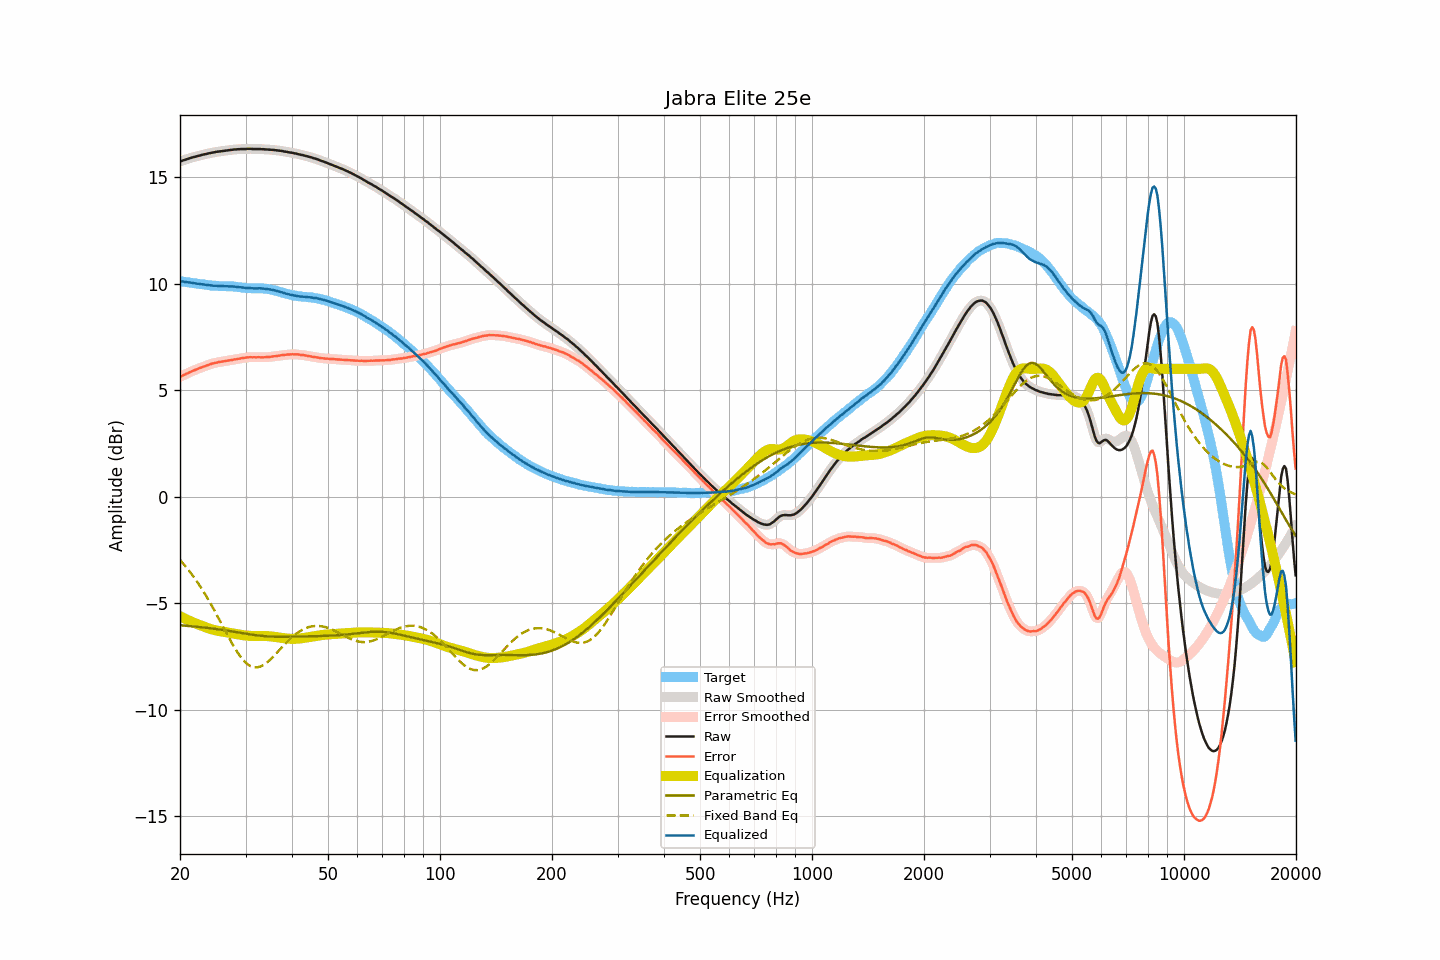 Jabra Elite 25e
Amplitude (dBr)
15
10
5
0
−5
−10
−15
Target
Raw Smoothed
Error Smoothed
Raw
Error
Equalization
Parametric Eq
Fixed Band Eq
Equalized
20 50 100 200 500 1000 2000 5000 10000 20000
Frequency (Hz)